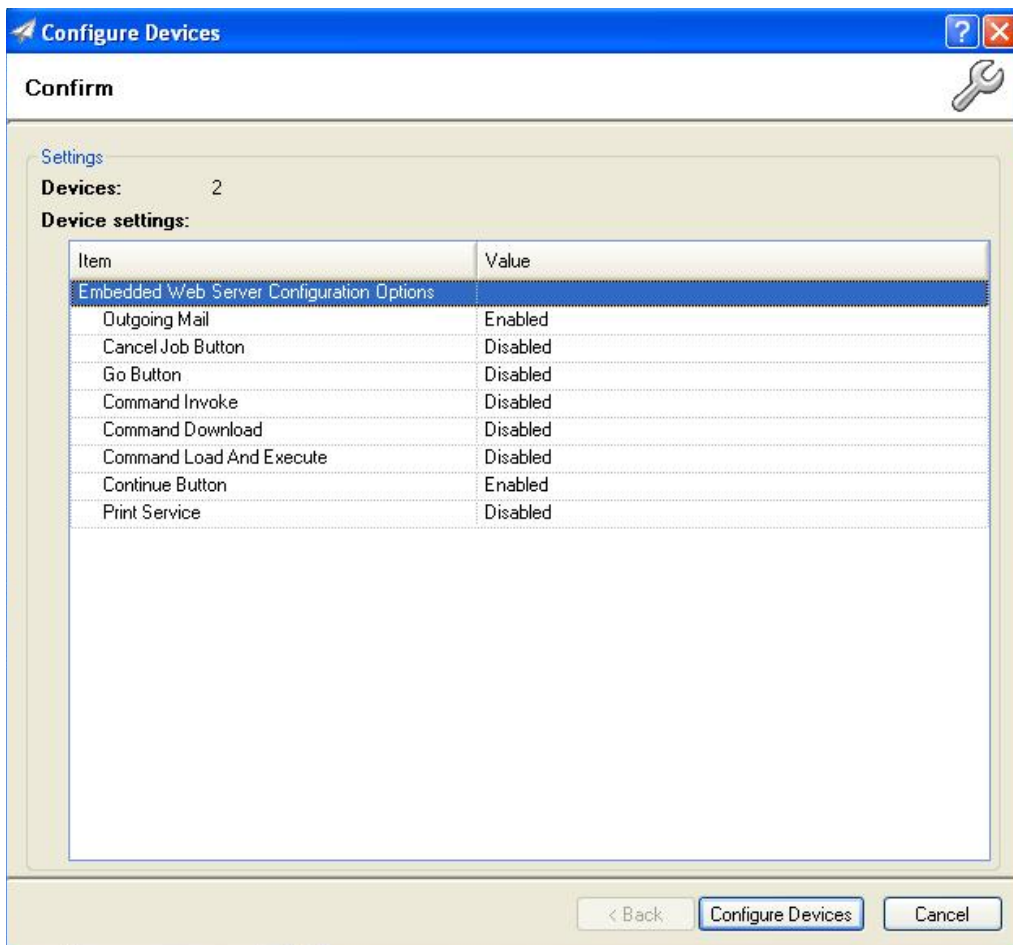 Configure Devices
Confirm
Settings
Devices: 2
Device settings:
Item Value
Embedded Web Server Configuration Options
Outgoing Mail Enabled
Cancel Job Button Disabled
Go Button Disabled
Command Invoke Disabled
Command Download Disabled
Command Load And Execute Disabled
Continue Button Enabled
Print Service Disabled
< Back Configure Devices Cancel